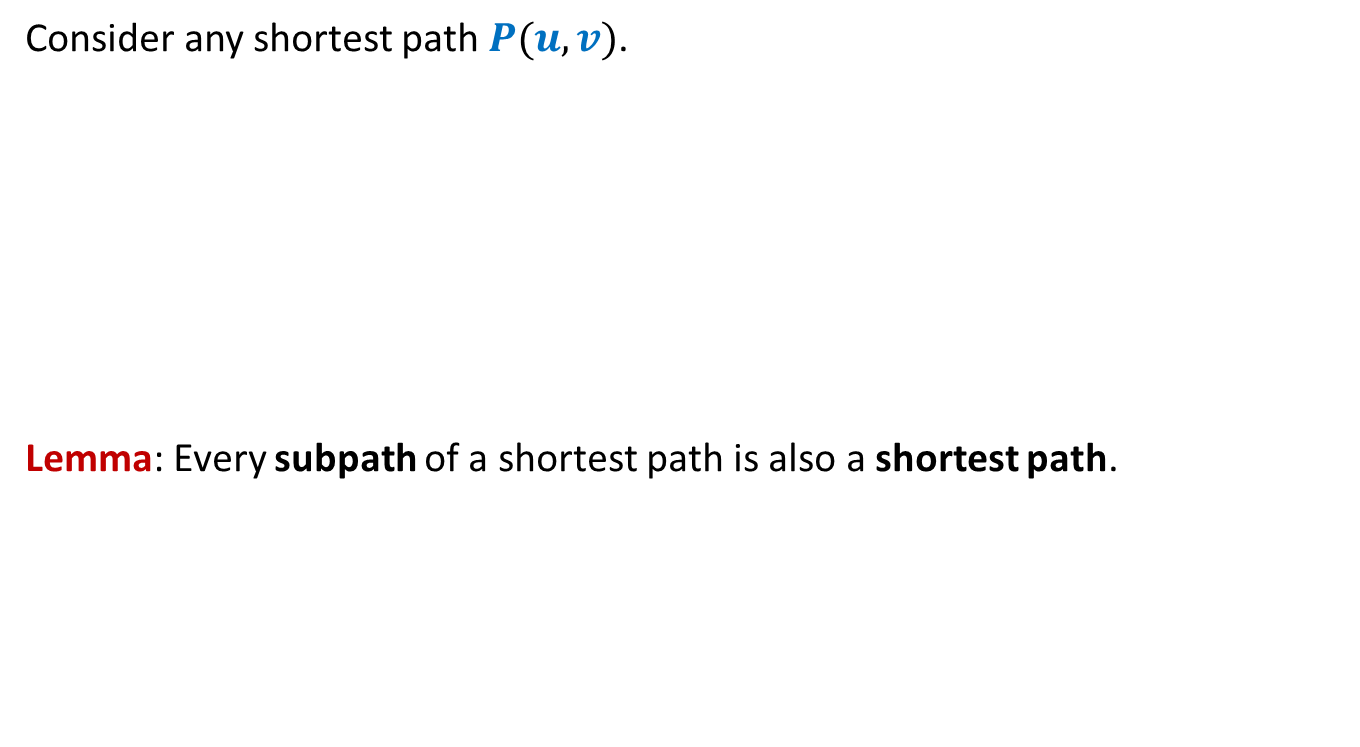 Consider any shortest path P(u, v).
Lemma: Every subpath of a shortest path is also a shortest path.